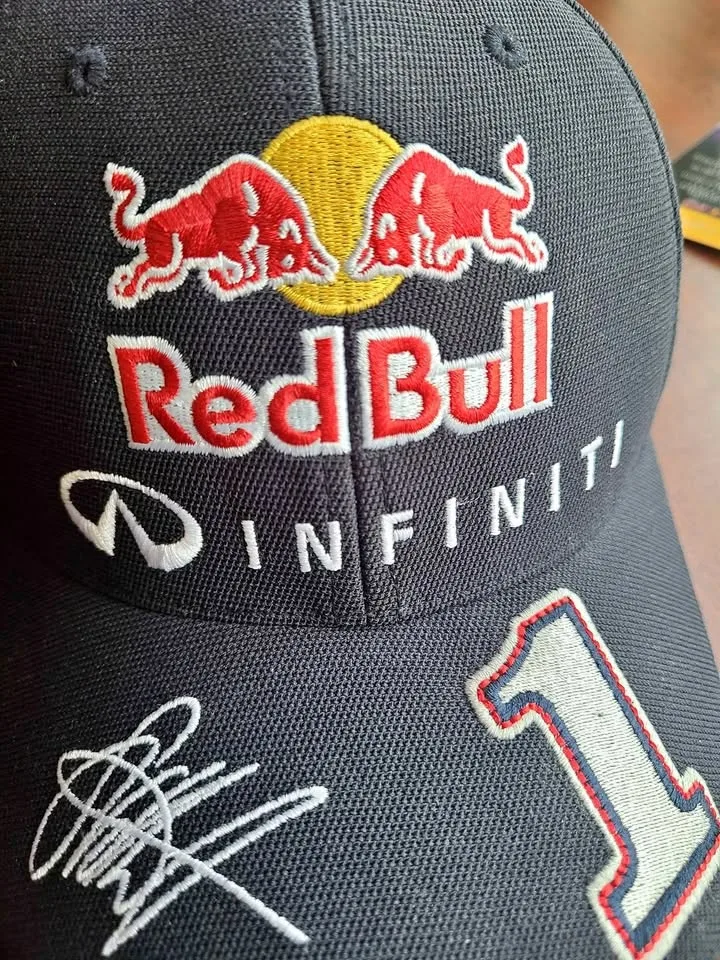 Red Bull
INFINITI
1